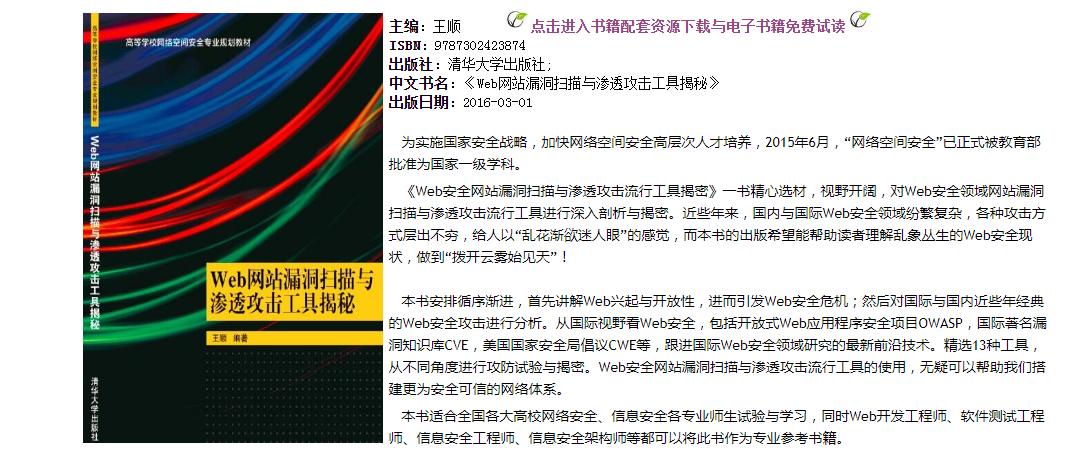 高等学校网络空间安全专业规划教材
高等学校网络空间安全专业规划教材
Web网站漏洞扫描与渗透攻击工具揭秘
清华大学出版社
Web网站漏洞扫描与
渗透攻击工具揭秘
王顺 编著
主编：王顺 点击进入书籍配套资源下载与电子书籍免费试读
ISBN：9787302423874
出版社：清华大学出版社;
中文书名：《Web网站漏洞扫描与渗透攻击工具揭秘》
出版日期：2016-03-01
为实施国家安全战略，加快网络空间安全高层次人才培养，2015年6月，“网络空间安全”已正式被教育部
批准为国家一级学科。
《Web安全网站漏洞扫描与渗透攻击流行工具揭密》一书精心选材，视野开阔，对Web安全领域网站漏洞
扫描与渗透攻击流行工具进行深入剖析与揭密。近些年来，国内与国际Web安全领域纷繁复杂，各种攻击方
式层出不穷，给人以“乱花渐欲迷人眼”的感觉，而本书的出版希望能帮助读者理解乱象丛生的Web安全现
状，做到“拨开云雾始见天”！
本书安排循序渐进，首先讲解Web兴起与开放性，进而引发Web安全危机；然后对国际与国内近些年经典
的Web安全攻击进行分析。从国际视野看Web安全，包括开放式Web应用程序安全项目OWASP，国际著名漏
洞知识库CVE，美国国家安全局倡议CWE等，跟进国际Web安全领域研究的最新前沿技术。精选13种工具，
从不同角度进行攻防试验与揭密。Web安全网站漏洞扫描与渗透攻击流行工具的使用，无疑可以帮助我们搭
建更为安全可信的网络体系。
本书适合全国各大高校网络安全、信息安全各专业师生试验与学习，同时Web开发工程师、软件测试工程
师、信息安全工程师、信息安全架构师等都可以将此书作为专业参考书籍。